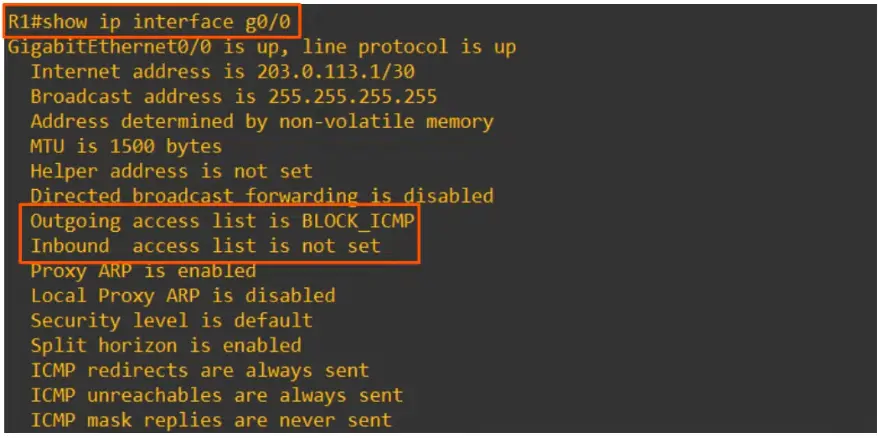 R1#show ip interface g0/0
GigabitEthernet0/0 is up, line protocol is up
Internet address is 203.0.113.1/30
Broadcast address is 255.255.255.255
Address determined by non-volatile memory
MTU is 1500 bytes
Helper address is not set
Directed broadcast forwarding is disabled
Outgoing access list is BLOCK_ICMP
Inbound  access list is not set
Proxy ARP is enabled
Local Proxy ARP is disabled
Security level is default
Split horizon is enabled
ICMP redirects are always sent
ICMP unreachables are always sent
ICMP mask replies are never sent